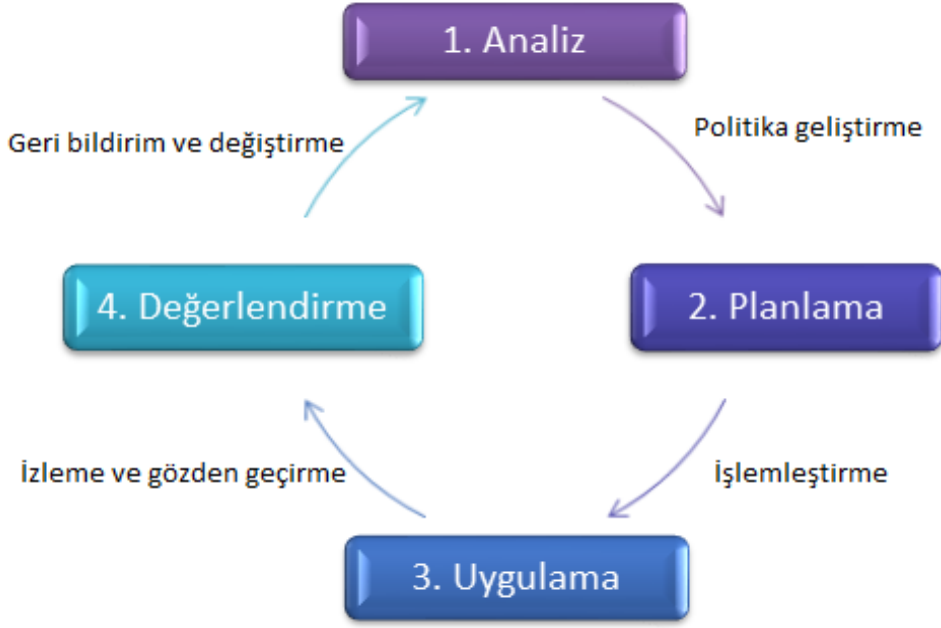 1. Analiz
Politika geliştirme
Geri bildirim ve değiştirme
2. Planlama
4. Değerlendirme
İşlemleştirme
İzleme ve gözden geçirme
3. Uygulama